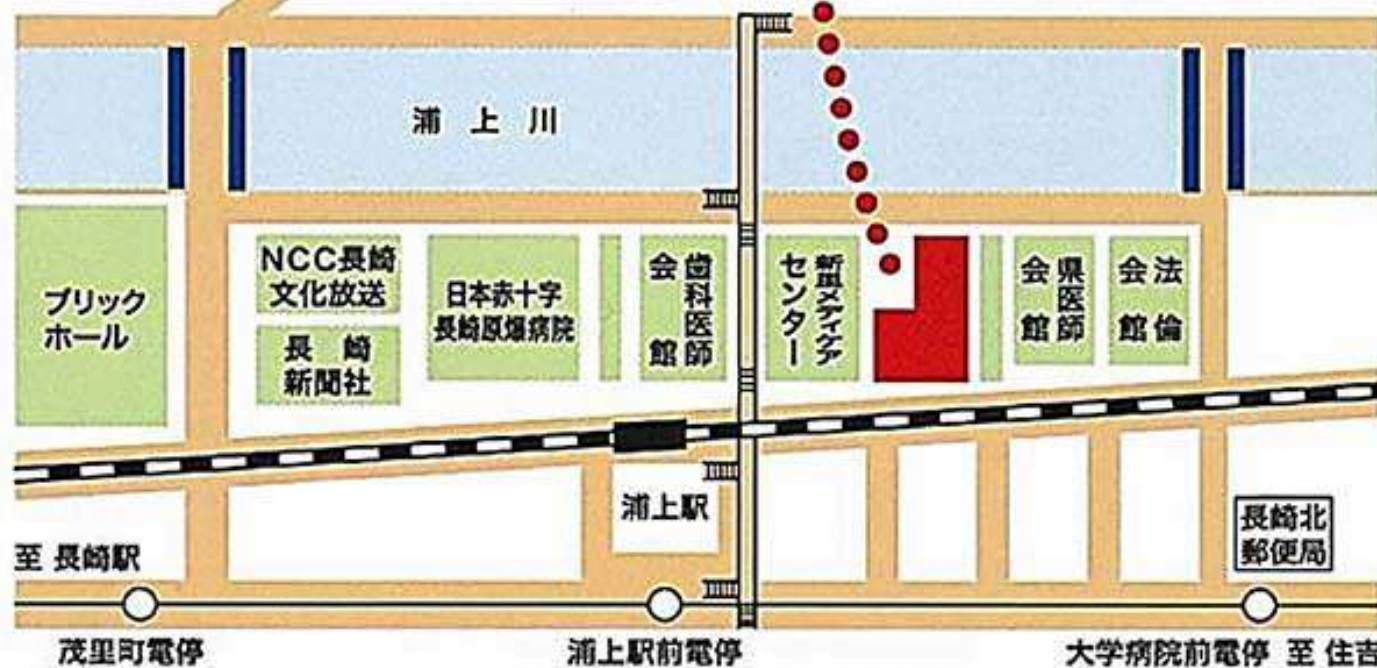 浦上川
ブリック
ホール
NCC長崎
文化放送
長崎
新聞社
日本赤十字
長崎原爆病院
歯科医師
会館
新里メディケア
センター
県医師
会館
法倫
会館
浦上駅
長崎北
郵便局
至 長崎駅
茂里町電停
浦上駅前電停
大学病院前電停 至 住吉